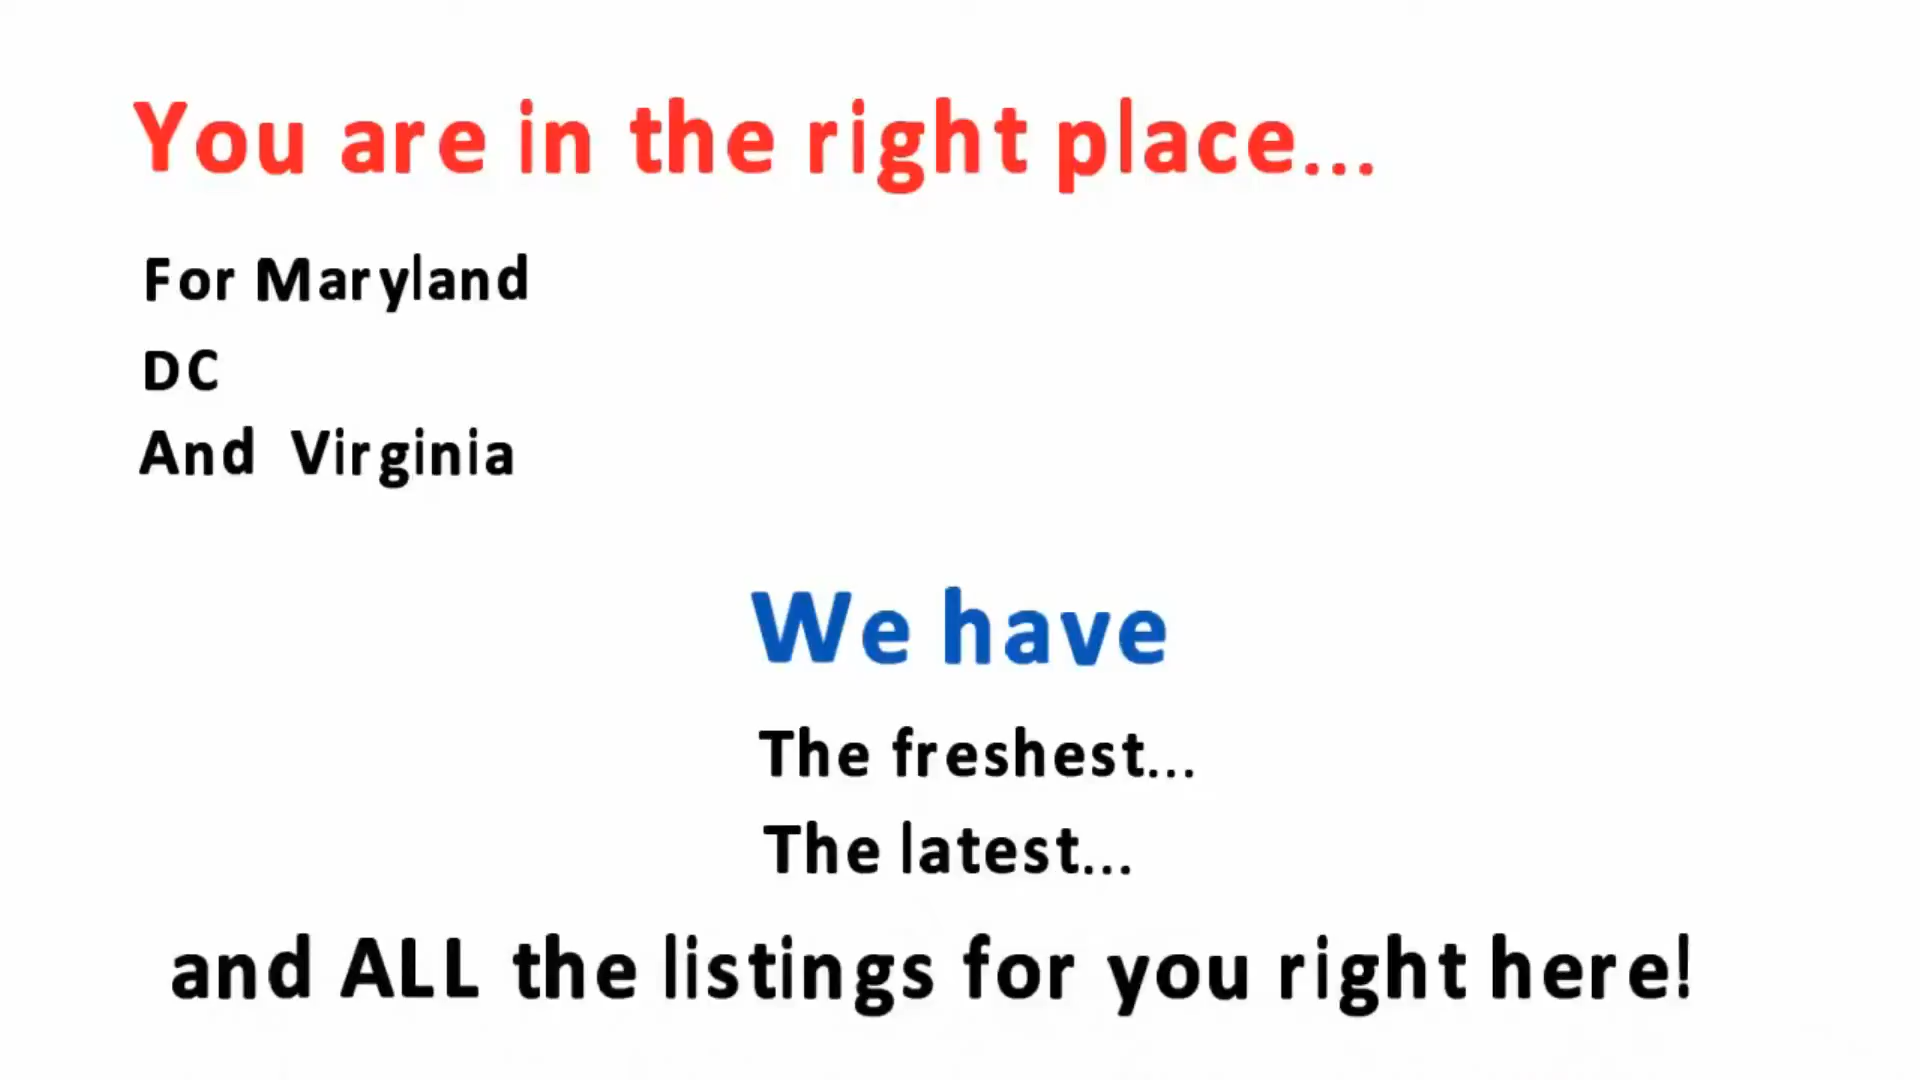 You are in the right place...
For Maryland
DC
And Virginia
We have
The freshest...
The latest...
and ALL the listings for you right here!